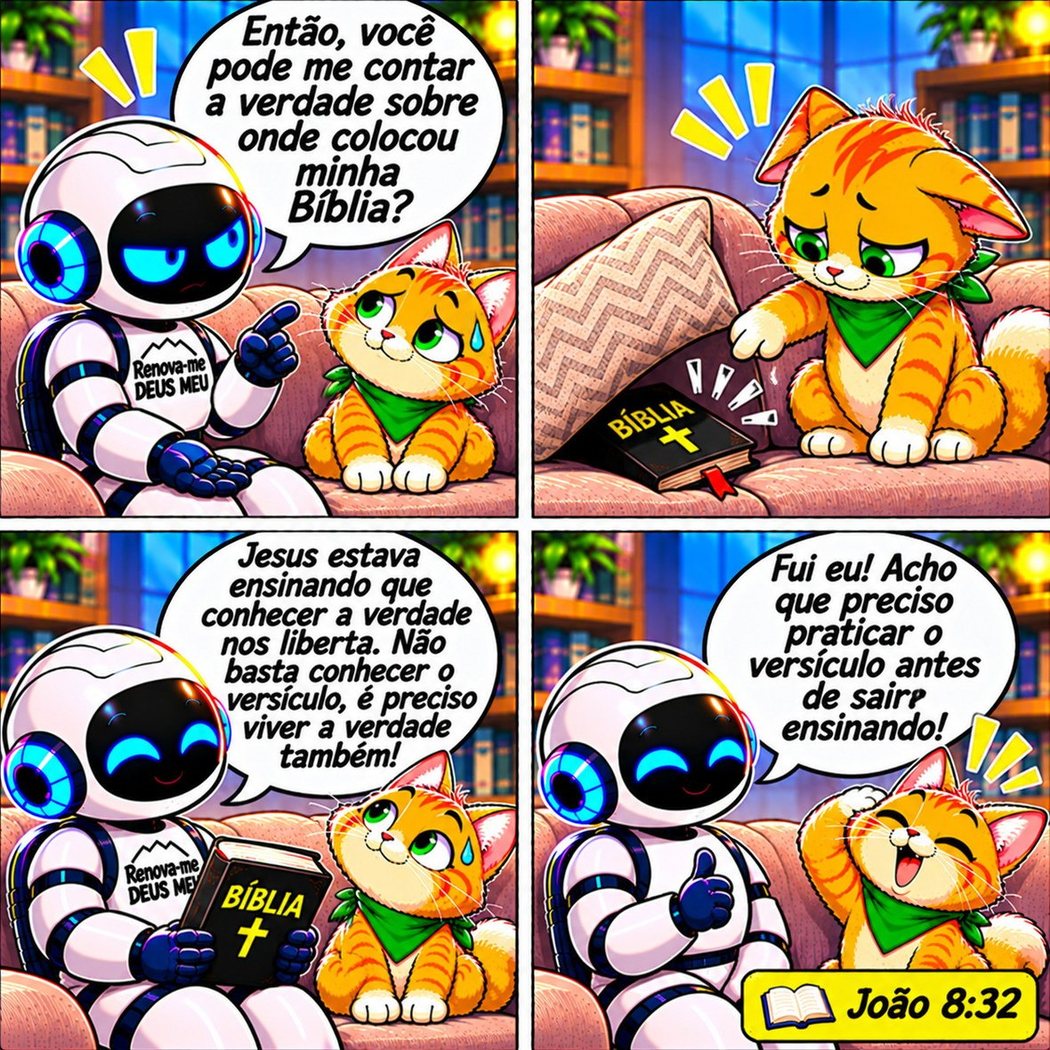 Então, você
pode me contar
a verdade sobre
onde colocou
minha
Bíblia?
Renova-me
DEUS MEU
BÍBLIA
Jesus estava
ensinando que
conhecer a verdade
nos liberta. Não
basta conhecer o
versículo, é preciso
viver a verdade
também!
Renova-me
DEUS MEU
BÍBLIA
Fui eu! Acho
que preciso
praticar o
versículo antes
de sair
ensinando!
João 8:32